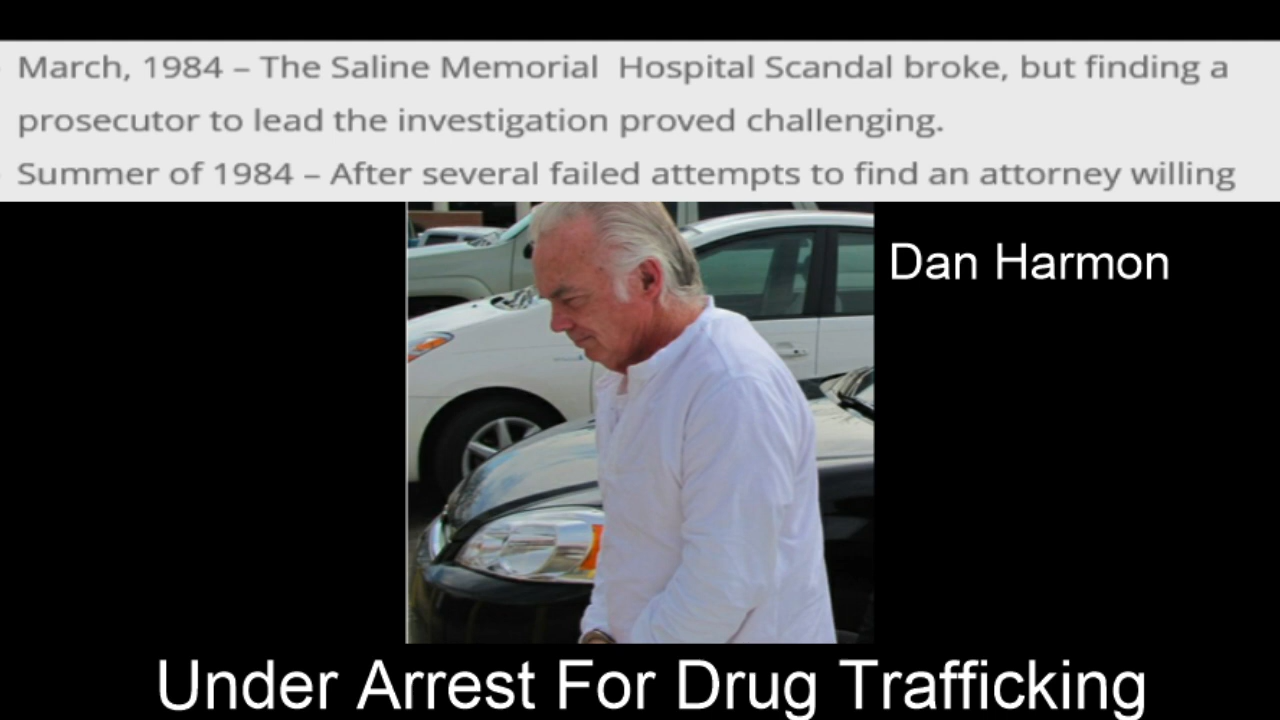 March, 1984 – The Saline Memorial Hospital Scandal broke, but finding a
prosecutor to lead the investigation proved challenging.
Summer of 1984 – After several failed attempts to find an attorney willing
Dan Harmon
Under Arrest For Drug Trafficking